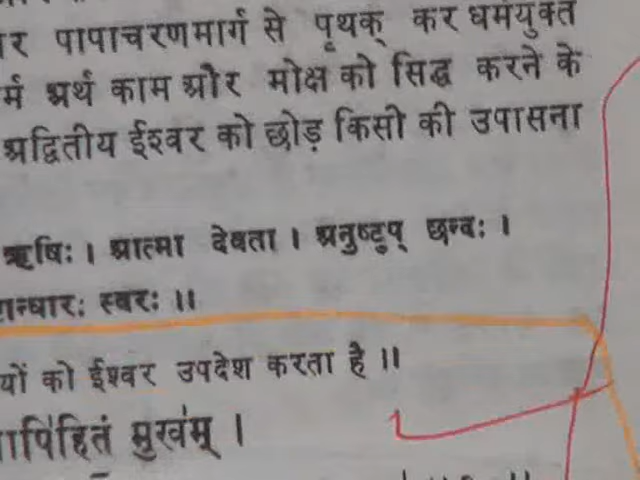 पापाचरणमार्ग से पृथक् कर धर्मयुक्त
अर्थ काम और मोक्ष को सिद्ध करने के
अद्वितीय ईश्वर को छोड़ किसी की उपासना
ऋषिः । आत्मा देवता । अनुष्टुप् छन्दः ।
गान्धारः स्वरः ॥
यों को ईश्वर उपदेश करता है ॥
पि॑हितं॒ मुख॑म् ।